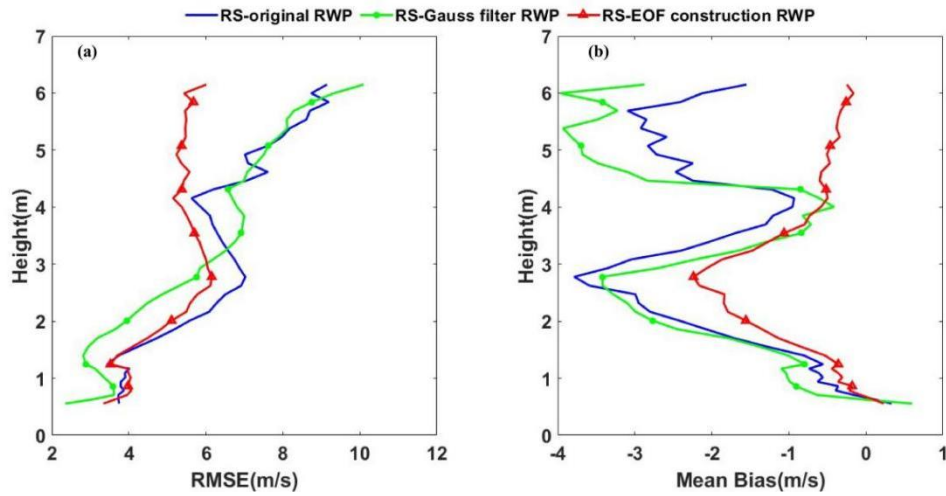 RS-original RWP RS-Gauss filter RWP RS-EOF construction RWP
(a)
7
6
5
4
3
2
1
0
Height(m)
2 4 6 8 10 12
RMSE(m/s)
(b)
7
6
5
4
3
2
1
0
Height(m)
-4 -3 -2 -1 0 1
Mean Bias(m/s)